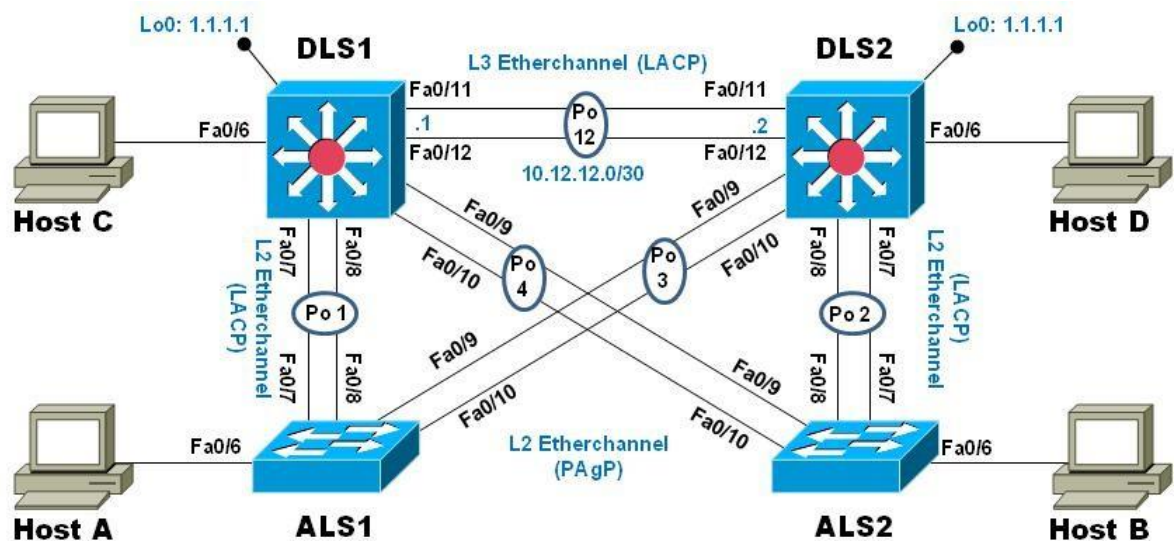 Lo0: 1.1.1.1
Lo0: 1.1.1.1
DLS1
DLS2
L3 Etherchannel (LACP)
Fa0/11
Fa0/11
Po
12
Fa0/6
.1
.2
Fa0/6
Fa0/12
Fa0/12
10.12.12.0/30
Host C
Host D
Fa0/9
Fa0/9
Fa0/10
Fa0/10
Po
4
Po
3
Fa0/7
Fa0/8
Fa0/8
Fa0/7
L2 Etherchannel
(LACP)
Po 1
Po 2
L2 Etherchannel
(LACP)
Fa0/7
Fa0/8
Fa0/9
Fa0/10
Fa0/9
Fa0/10
Fa0/8
Fa0/7
L2 Etherchannel
(PAgP)
Fa0/6
Fa0/6
Host A
ALS1
ALS2
Host B